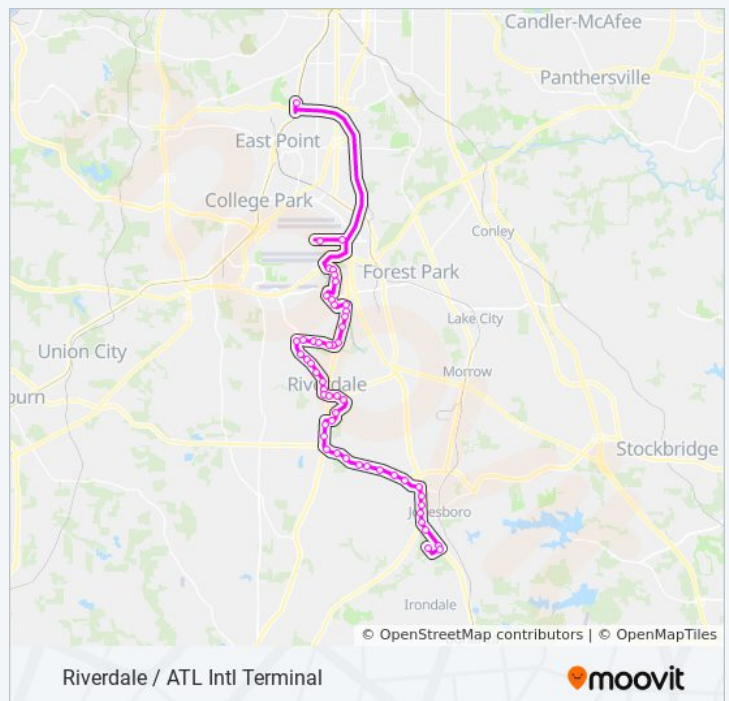 Candler-McAfee
Panthersville
East Point
College Park
Conley
Forest Park
Lake City
Union City
Morrow
Riverdale
burn
Stockbridge
Jonesboro
Irondale
© OpenStreetMap contributors | © OpenMapTiles
Riverdale / ATL Intl Terminal
moovit